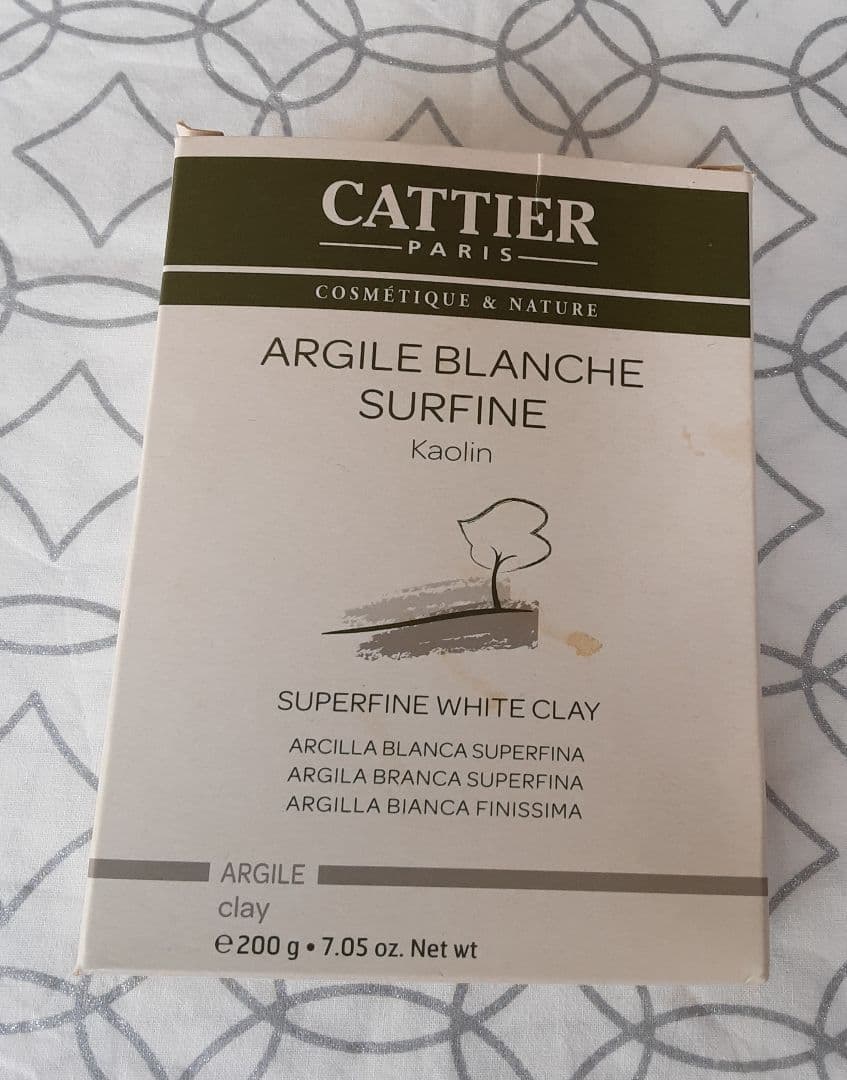 CATTIER
PARIS
COSMÉTIQUE & NATURE
ARGILE BLANCHE
SURFINE
Kaolin
SUPERFINE WHITE CLAY
ARCILLA BLANCA SUPERFINA
ARGILA BRANCA SUPERFINA
ARGILLA BIANCA FINISSIMA
ARGILE
clay
℮200 g • 7.05 oz. Net wt